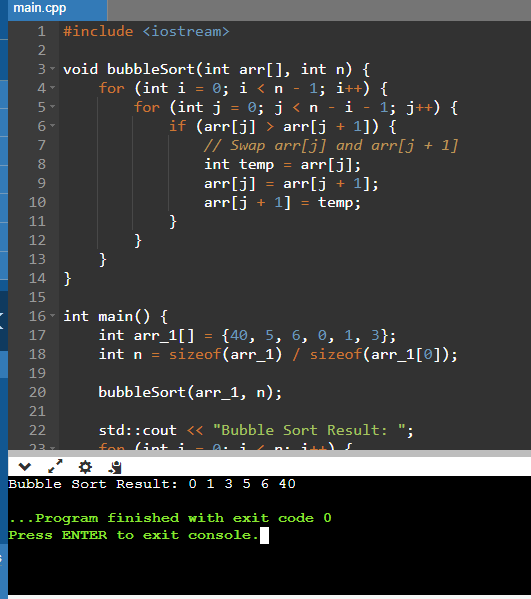 main.cpp
1 #include <iostream>
2
3 void bubbleSort(int arr[], int n) {
4     for (int i = 0; i < n - 1; i++) {
5         for (int j = 0; j < n - i - 1; j++) {
6             if (arr[j] > arr[j + 1]) {
7                 // Swap arr[j] and arr[j + 1]
8                 int temp = arr[j];
9                 arr[j] = arr[j + 1];
10                 arr[j + 1] = temp;
11             }
12         }
13     }
14 }
15
16 int main() {
17     int arr_1[] = {40, 5, 6, 0, 1, 3};
18     int n = sizeof(arr_1) / sizeof(arr_1[0]);
19
20     bubbleSort(arr_1, n);
21
22     std::cout << "Bubble Sort Result: ";
23     for (int i = 0; i < n; i++) {
Bubble Sort Result: 0 1 3 5 6 40
...Program finished with exit code 0
Press ENTER to exit console.